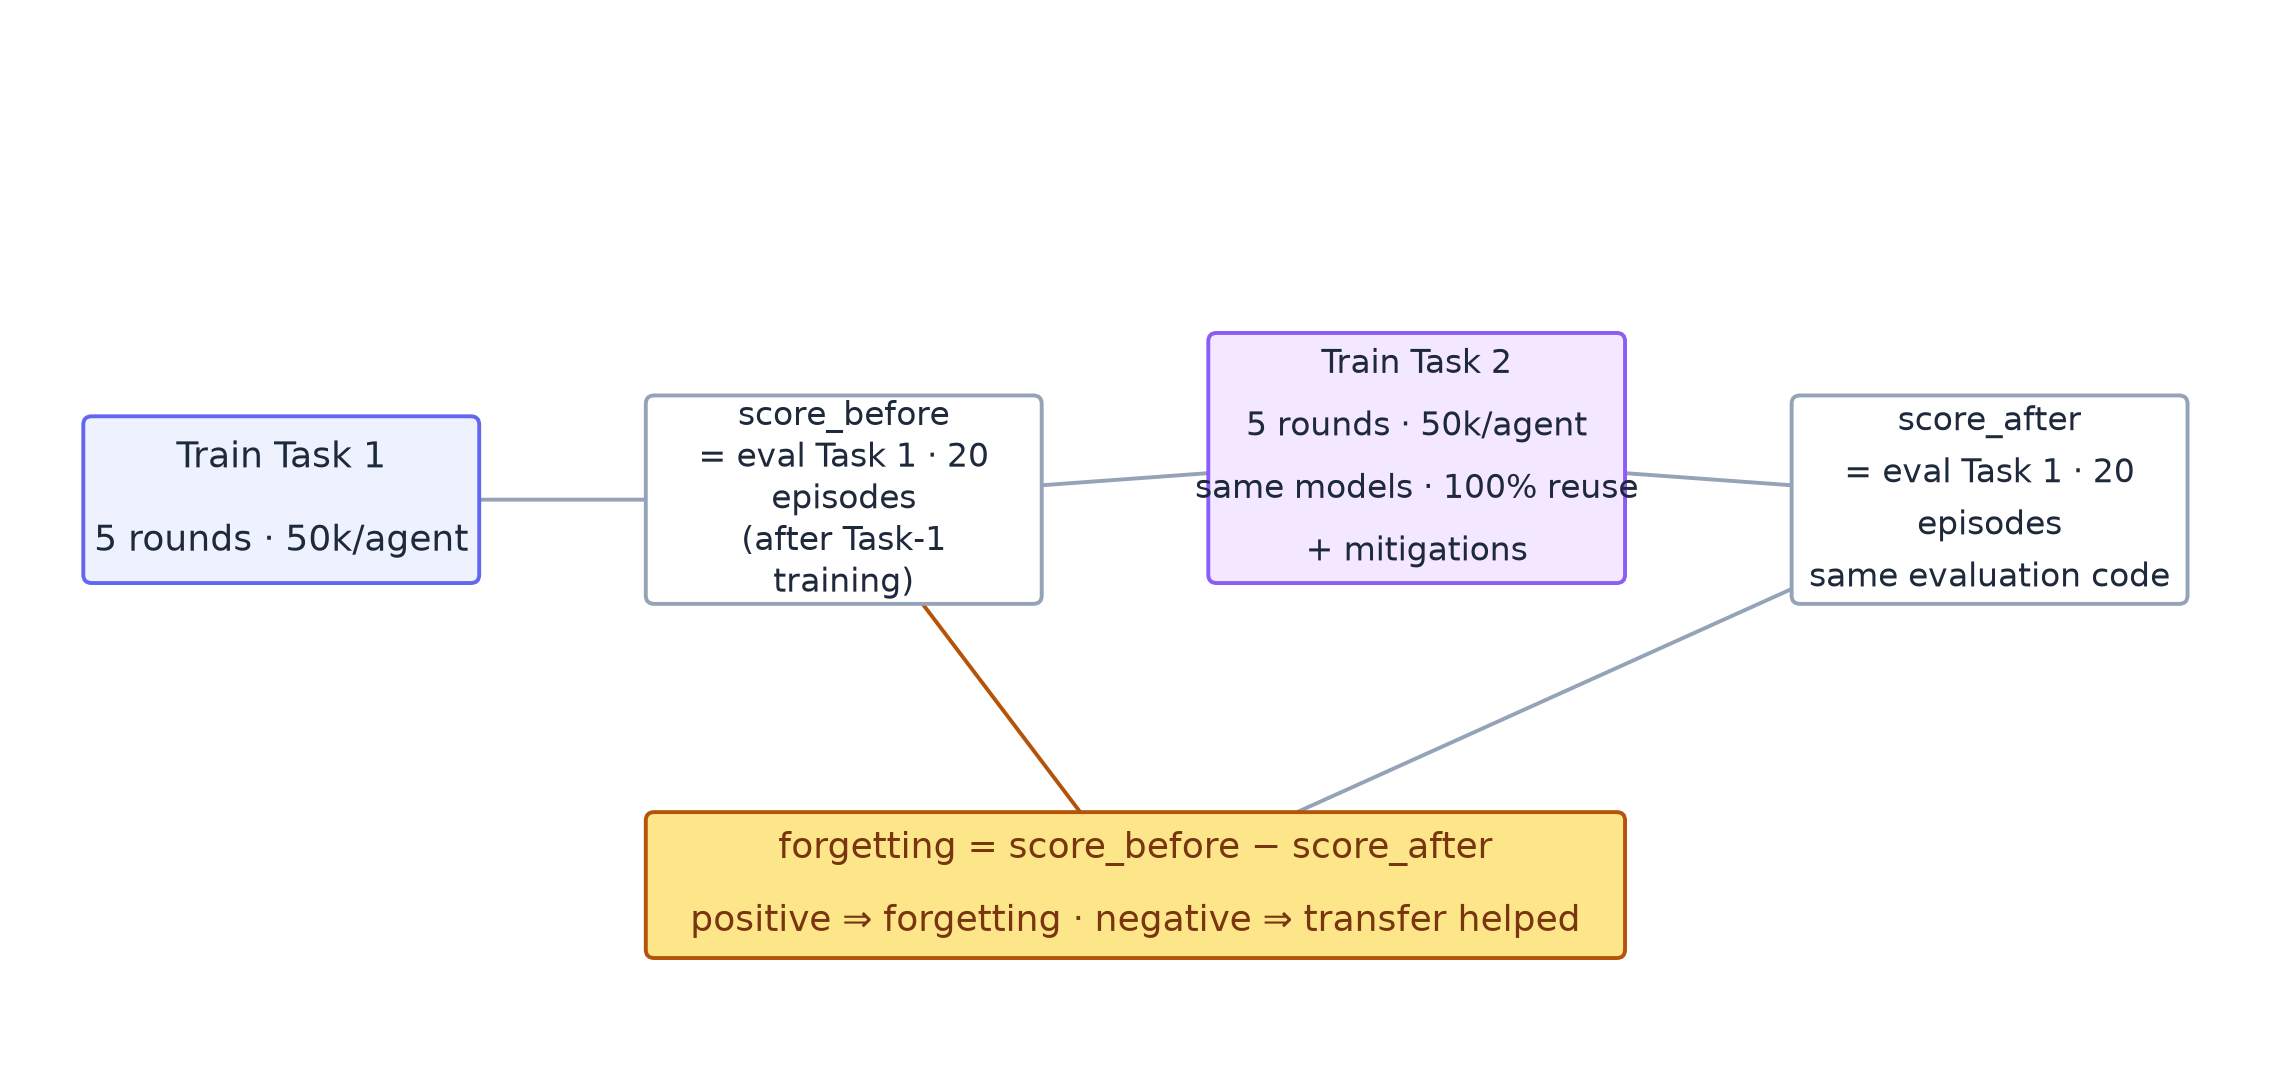 Train Task 1
5 rounds · 50k/agent
score_before
= eval Task 1 · 20
episodes
(after Task-1
training)
Train Task 2
5 rounds · 50k/agent
same models · 100% reuse
+ mitigations
score_after
= eval Task 1 · 20
episodes
same evaluation code
forgetting = score_before − score_after
positive ⇒ forgetting · negative ⇒ transfer helped